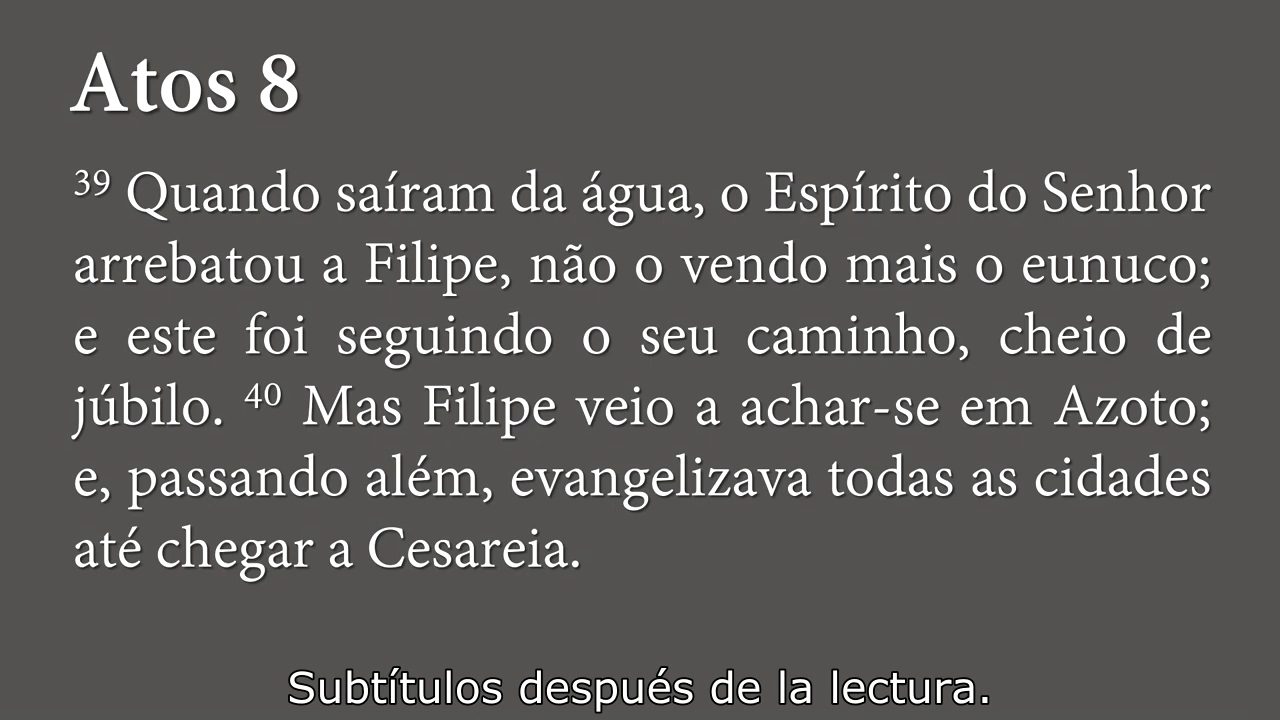 Atos 8
39 Quando saíram da água, o Espírito do Senhor
arrebatou a Filipe, não o vendo mais o eunuco;
e este foi seguindo o seu caminho, cheio de
júbilo. 40 Mas Filipe veio a achar-se em Azoto;
e, passando além, evangelizava todas as cidades
até chegar a Cesareia.
Subtítulos después de la lectura.